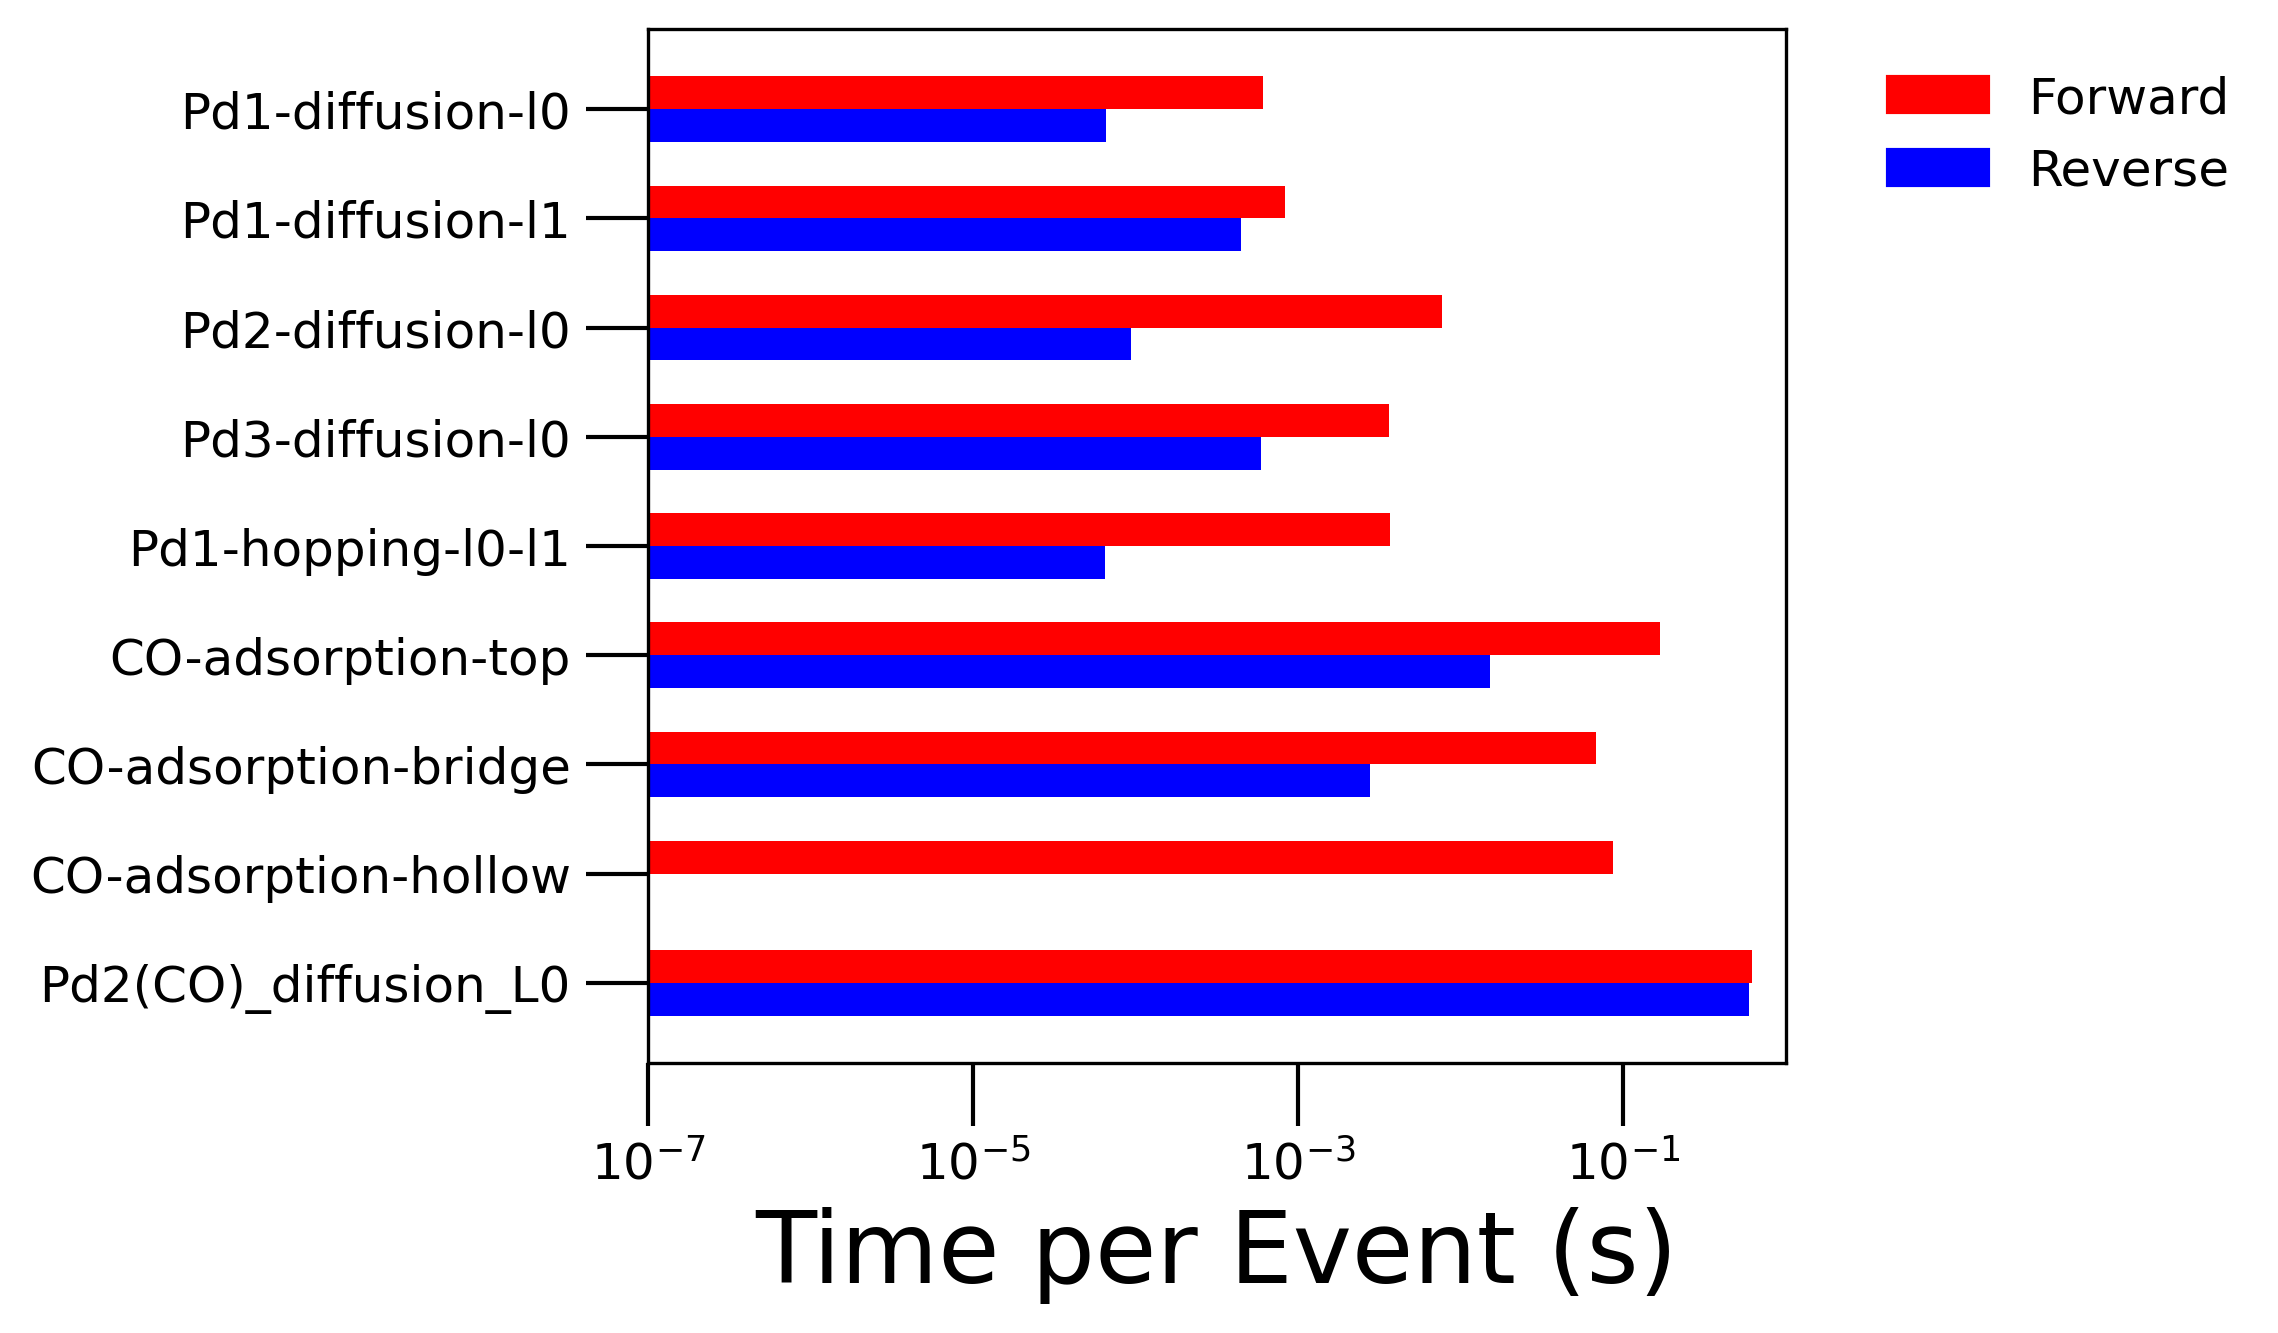 Pd1-diffusion-l0
Pd1-diffusion-l1
Pd2-diffusion-l0
Pd3-diffusion-l0
Pd1-hopping-l0-l1
CO-adsorption-top
CO-adsorption-bridge
CO-adsorption-hollow
Pd2(CO)_diffusion_L0
10⁻⁷ 10⁻⁵ 10⁻³ 10⁻¹
Time per Event (s)
Forward
Reverse